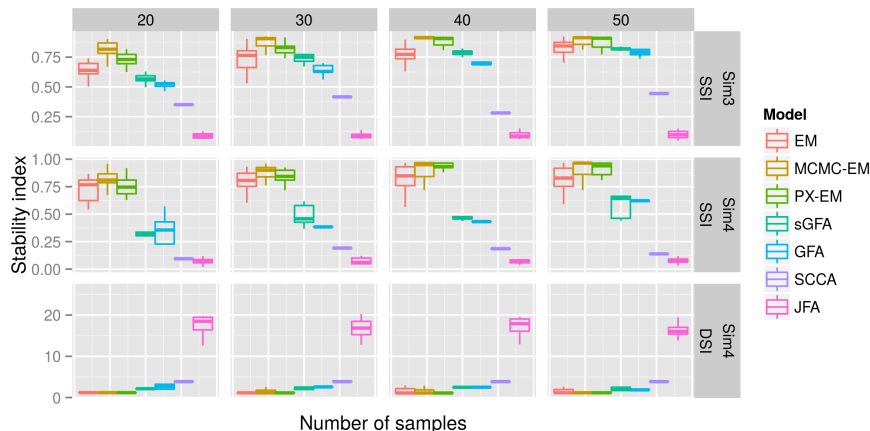 20 30 40 50
0.75
0.50
0.25
Sim3
SSI
1.00
0.75
0.50
0.25
0.00
Sim4
SSI
20
10
0
Sim4
DSI
Stability index
Number of samples
Model
EM
MCMC-EM
PX-EM
sGFA
GFA
SCCA
JFA